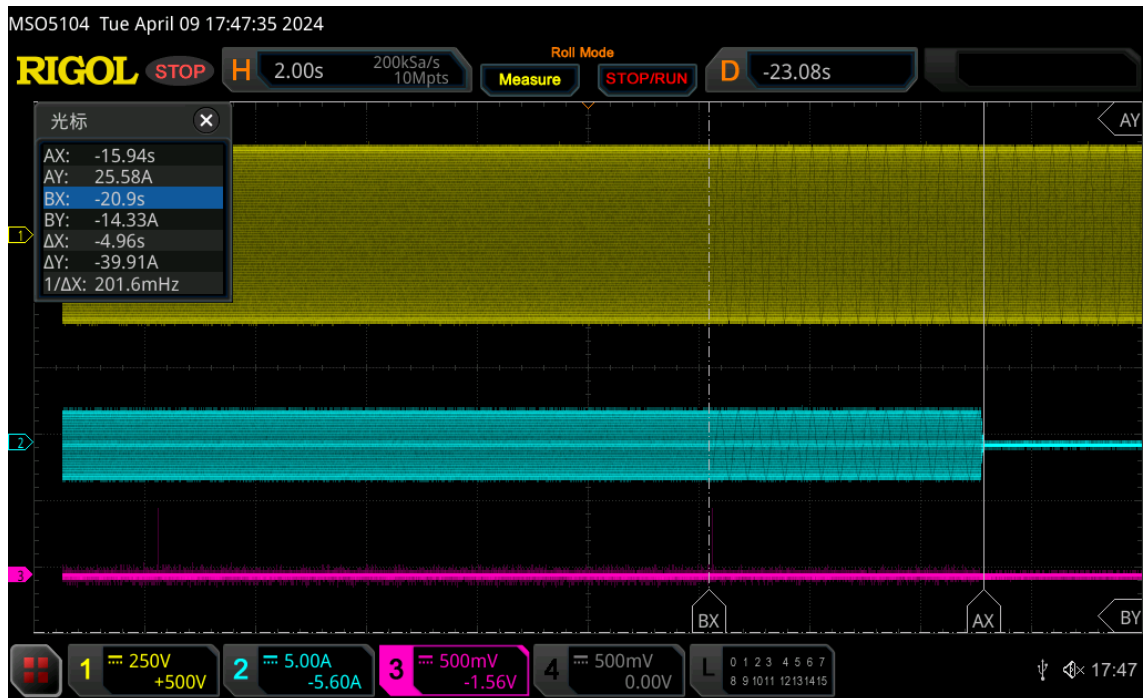 MSO5104 Tue April 09 17:47:35 2024
RIGOL STOP H 2.00s 200kSa/s 10Mpts Roll Mode Measure STOP/RUN D -23.08s
光标
AX: -15.94s
AY: 25.58A
BX: -20.9s
BY: -14.33A
ΔX: -4.96s
ΔY: -39.91A
1/ΔX: 201.6mHz
AY
1
2
3
BX AX BY
1 250V +500V 2 5.00A -5.60A 3 500mV -1.56V 4 500mV 0.00V L 0 1 2 3 4 5 6 7 8 9 10 11 12 13 14 15 17:47